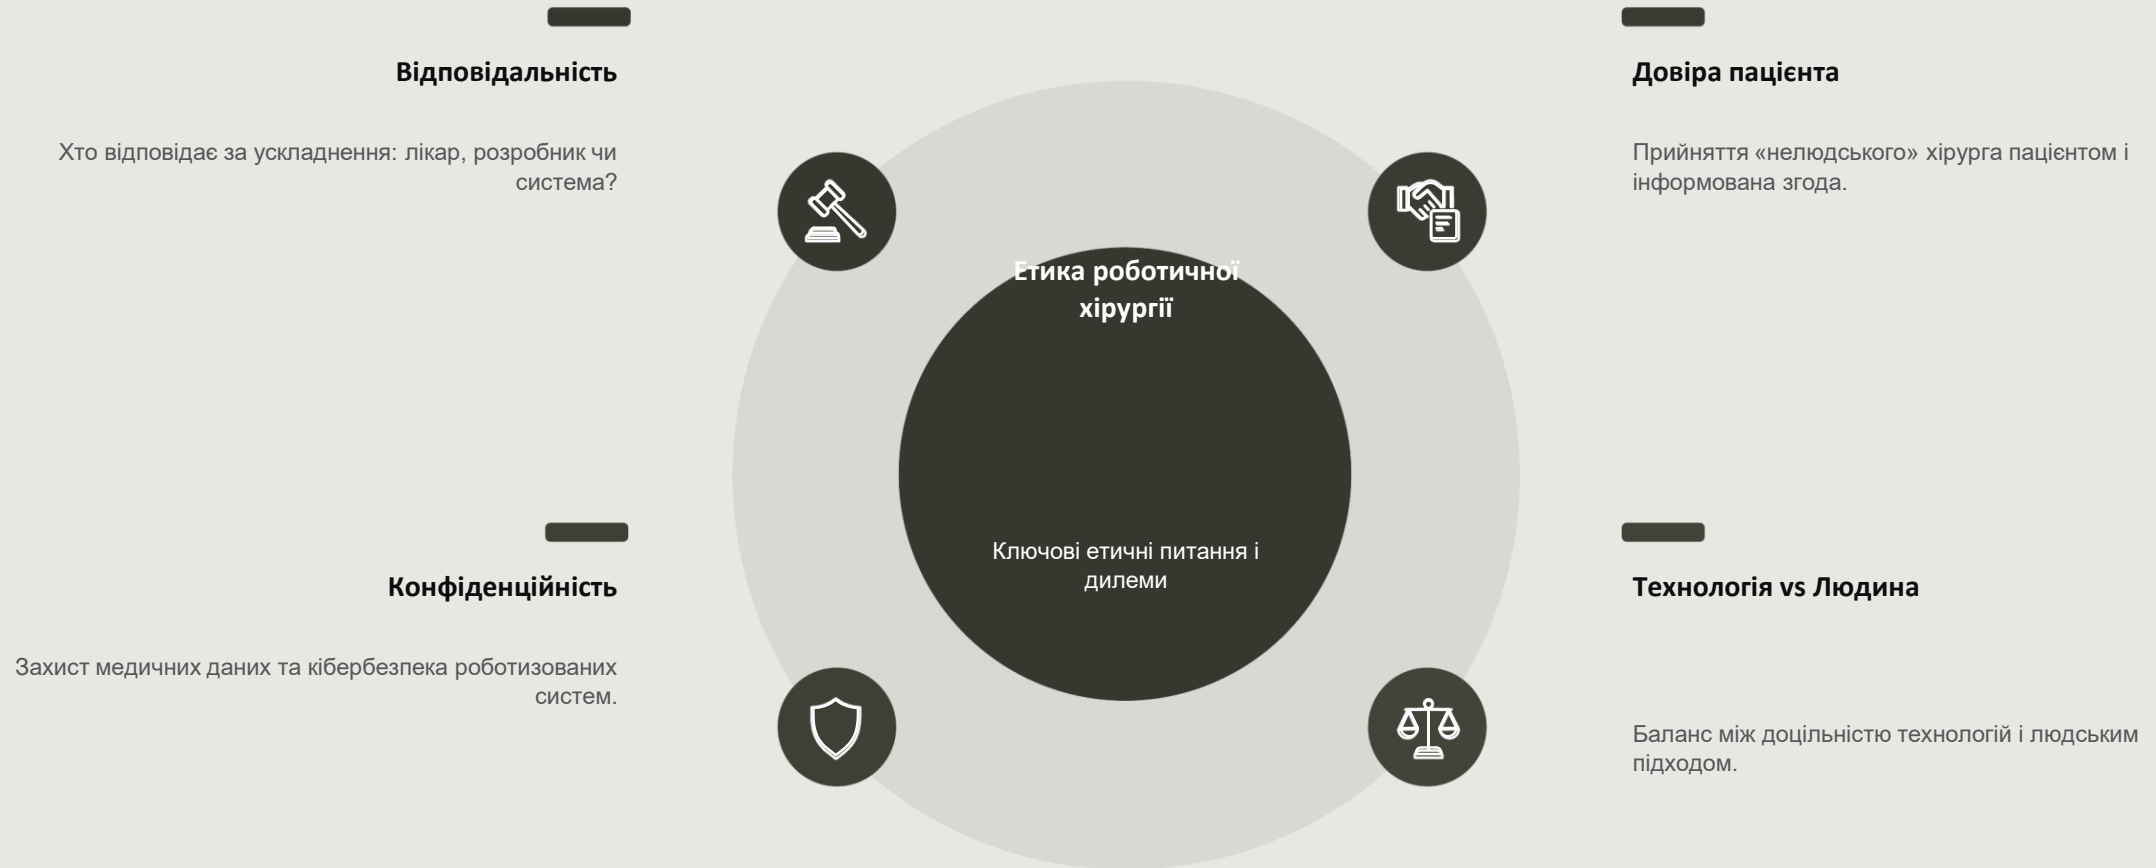 Відповідальність
Хто відповідає за ускладнення: лікар, розробник чи
система?
Довіра пацієнта
Прийняття «нелюдського» хірурга пацієнтом і
інформована згода.
Етика роботичної
хірургії
Ключові етичні питання і
дилеми
Конфіденційність
Захист медичних даних та кібербезпека роботизованих
систем.
Технологія vs Людина
Баланс між доцільністю технологій і людським
підходом.